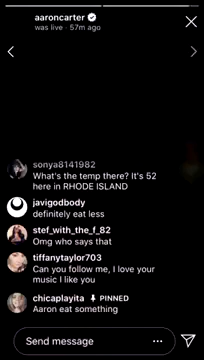 aaroncarter
was live · 57m ago
sonya8141982
What's the temp there? It's 52
here in RHODE ISLAND
javigodbody
definitely eat less
stef_with_the_f_82
Omg who says that
tiffanytaylor703
Can you follow me, I love your
music I like you
chicaplayita PINNED
Aaron eat something
Send message